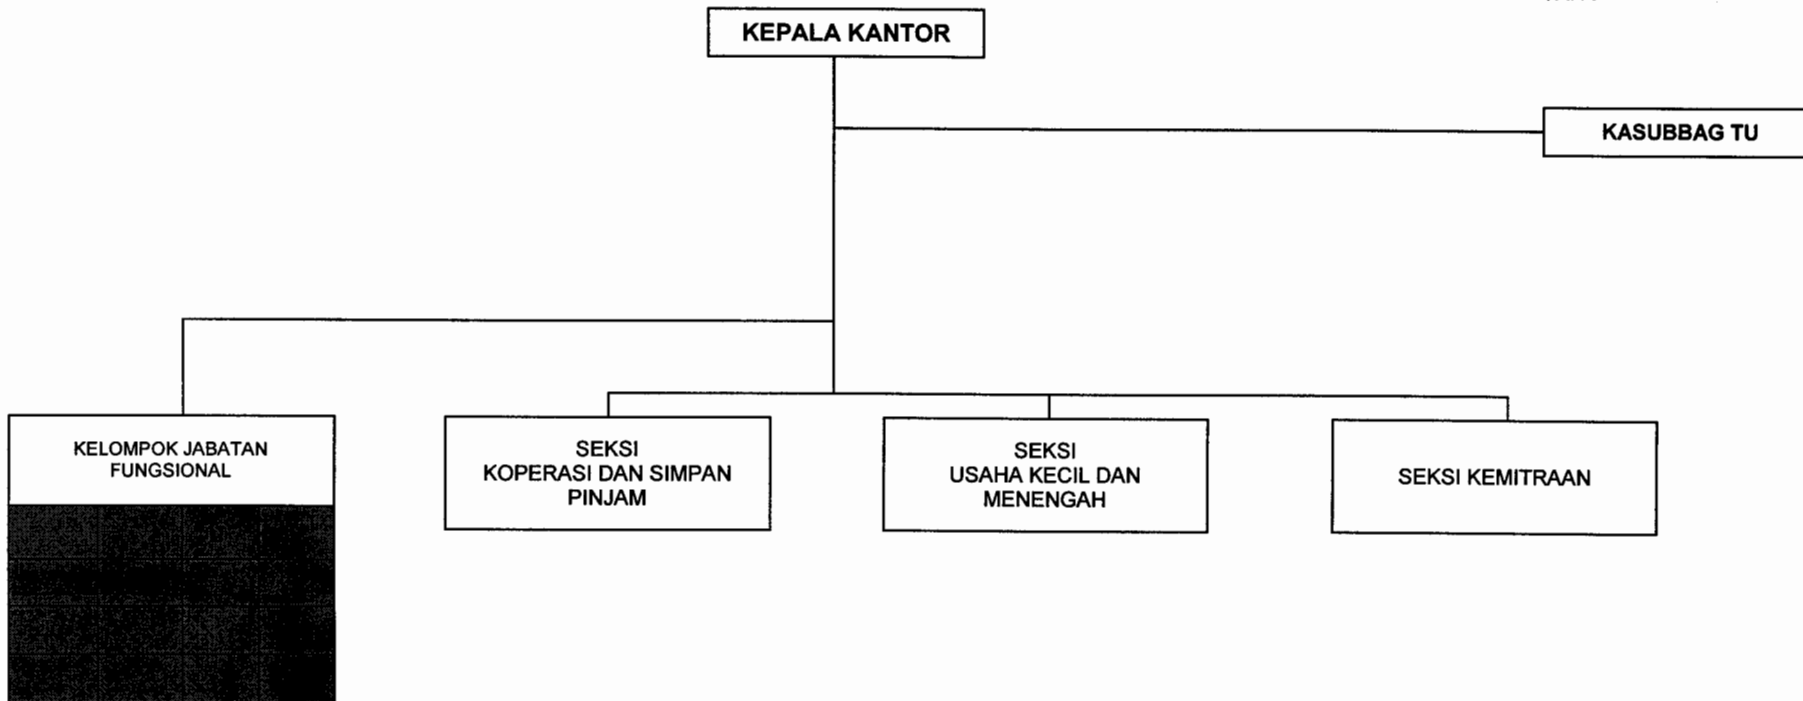 KEPALA KANTOR
KASUBBAG TU
KELOMPOK JABATAN
FUNGSIONAL
SEKSI
KOPERASI DAN SIMPAN
PINJAM
SEKSI
USAHA KECIL DAN
MENENGAH
SEKSI KEMITRAAN